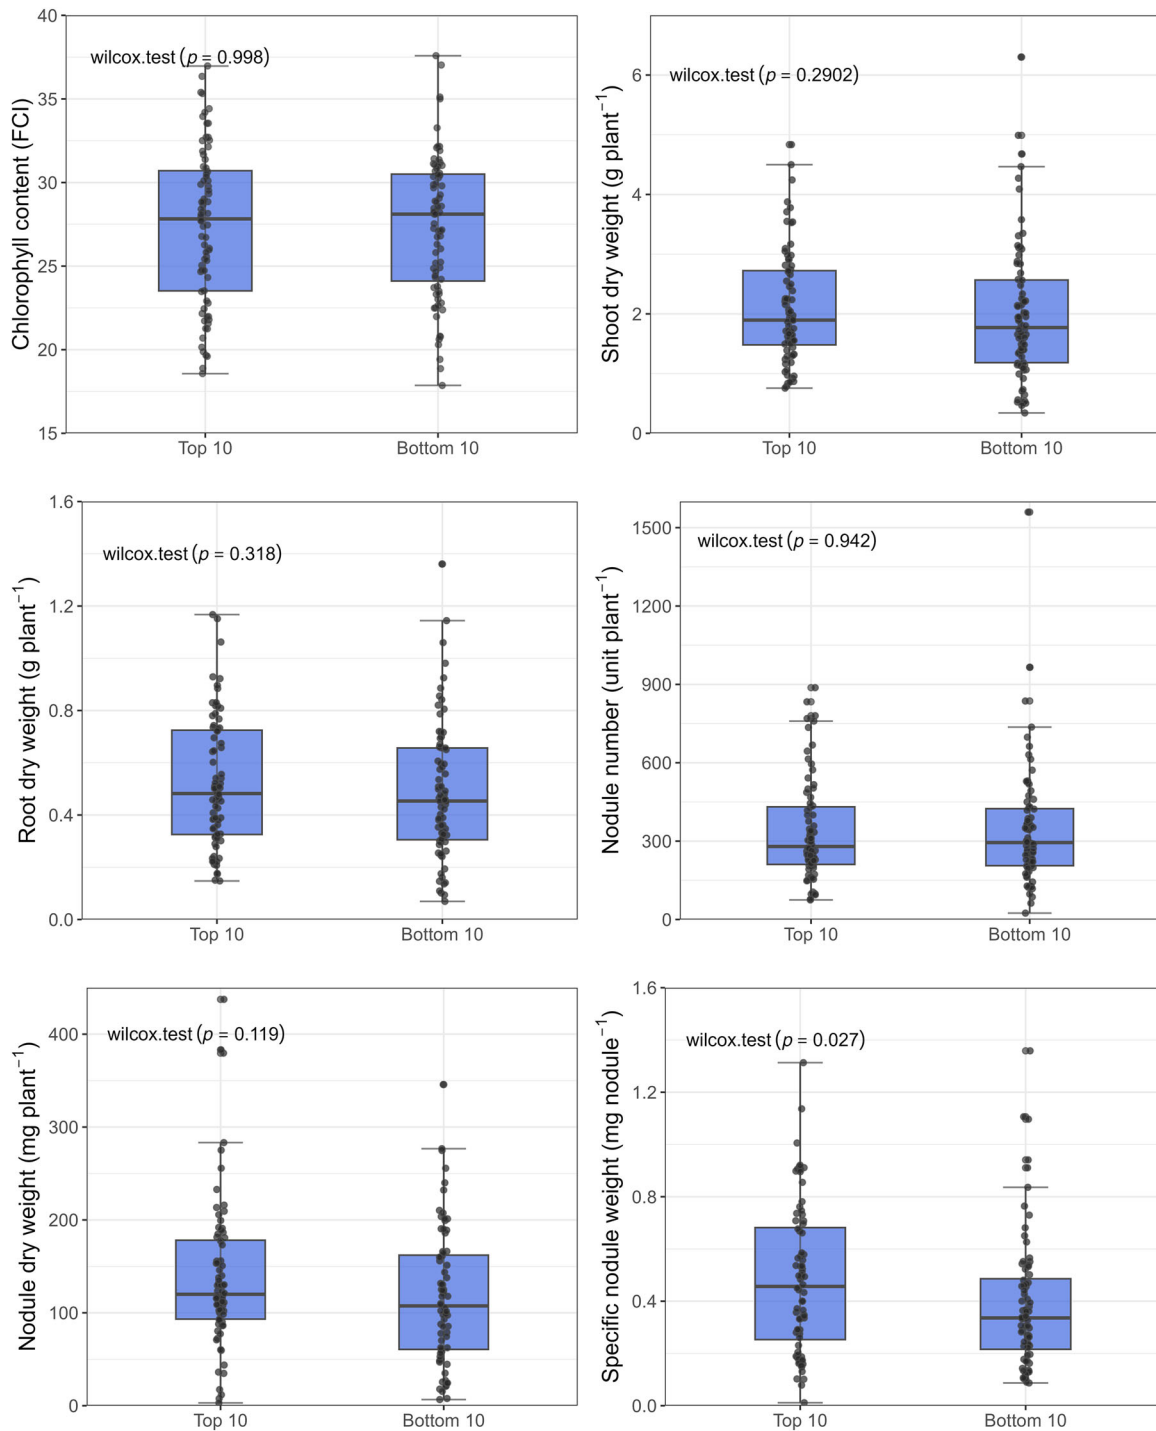 40
35
30
25
20
15
Chlorophyll content (FCI)
wilcox.test (p = 0.998)
Top 10
Bottom 10
6
4
2
0
Shoot dry weight (g plant⁻¹)
wilcox.test (p = 0.2902)
Top 10
Bottom 10
1.6
1.2
0.8
0.4
0.0
Root dry weight (g plant⁻¹)
wilcox.test (p = 0.318)
Top 10
Bottom 10
1500
1200
900
600
300
0
Nodule number (unit plant⁻¹)
wilcox.test (p = 0.942)
Top 10
Bottom 10
400
300
200
100
0
Nodule dry weight (mg plant⁻¹)
wilcox.test (p = 0.119)
Top 10
Bottom 10
1.6
1.2
0.8
0.4
0.0
Specific nodule weight (mg nodule⁻¹)
wilcox.test (p = 0.027)
Top 10
Bottom 10